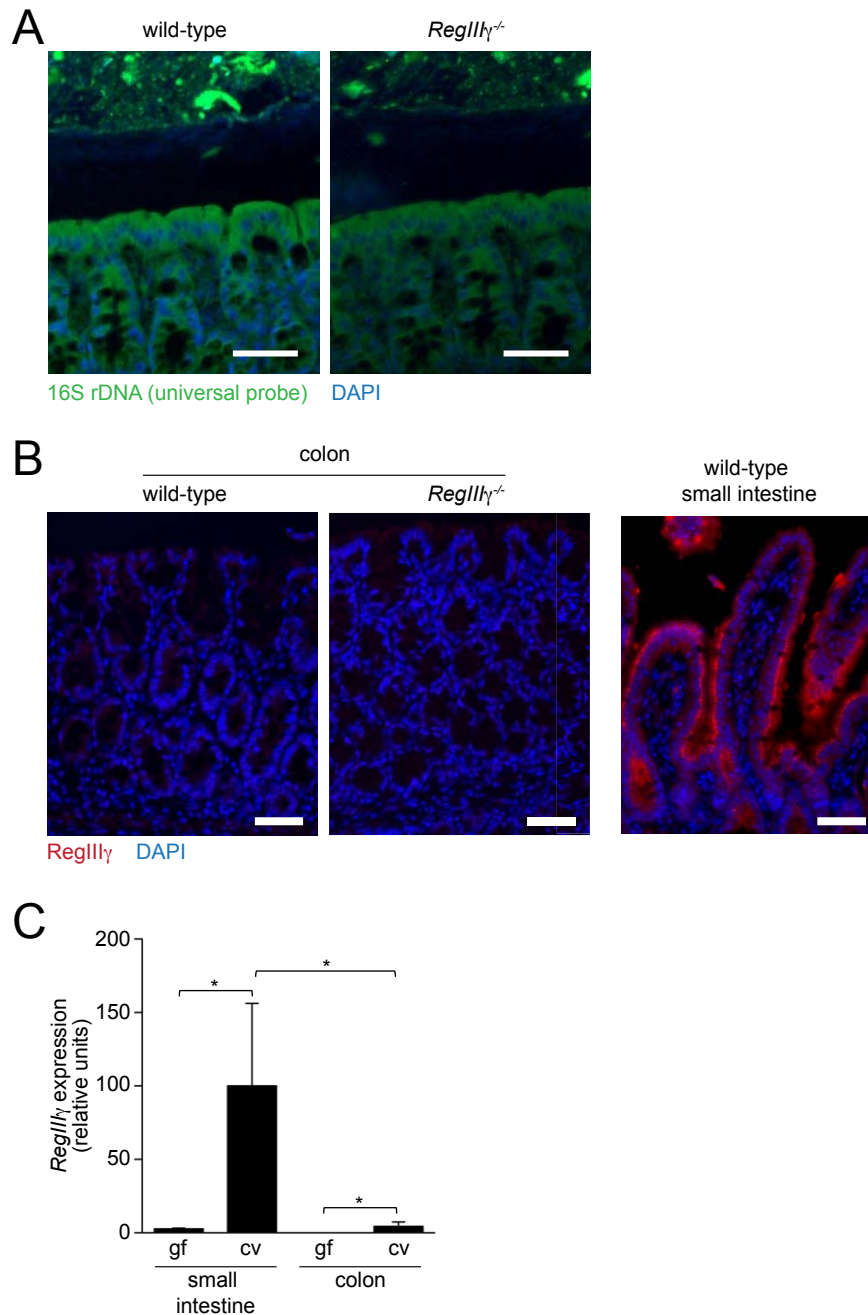 A
wild-type
RegIIIγ-/-
16S rDNA (universal probe) DAPI
B
colon
wild-type
RegIIIγ-/-
wild-type
small intestine
RegIIIγ DAPI
C
RegIIIγ expression
(relative units)
200
150
100
50
0
*
*
*
gf
cv
gf
cv
small
intestine
colon